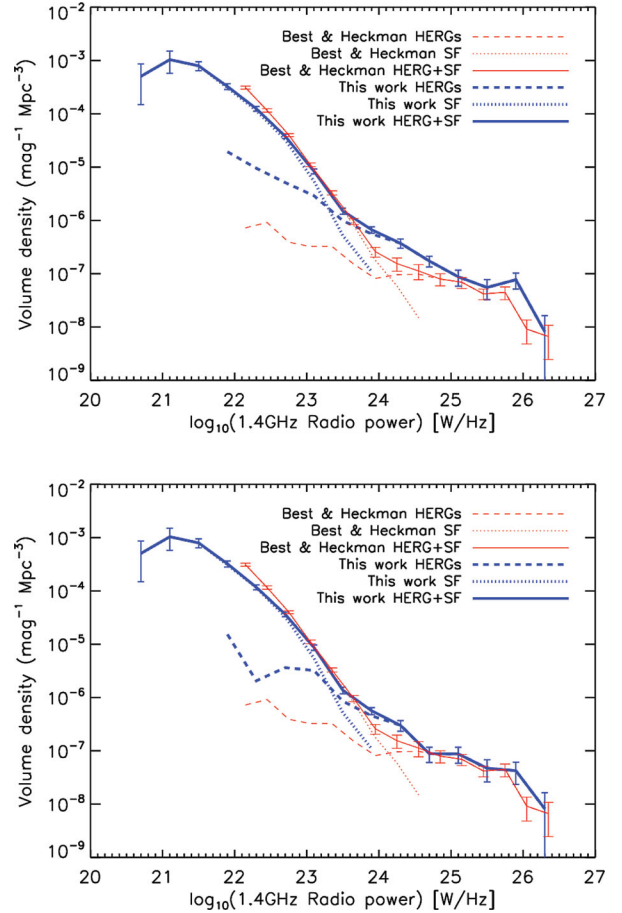 10⁻²
10⁻³
10⁻⁴
10⁻⁵
10⁻⁶
10⁻⁷
10⁻⁸
10⁻⁹
Volume density (mag⁻¹ Mpc⁻³)
Best & Heckman HERGs
Best & Heckman SF
Best & Heckman HERG+SF
This work HERGs
This work SF
This work HERG+SF
20 21 22 23 24 25 26 27
log₁₀(1.4GHz Radio power) [W/Hz]
10⁻²
10⁻³
10⁻⁴
10⁻⁵
10⁻⁶
10⁻⁷
10⁻⁸
10⁻⁹
Volume density (mag⁻¹ Mpc⁻³)
Best & Heckman HERGs
Best & Heckman SF
Best & Heckman HERG+SF
This work HERGs
This work SF
This work HERG+SF
20 21 22 23 24 25 26 27
log₁₀(1.4GHz Radio power) [W/Hz]